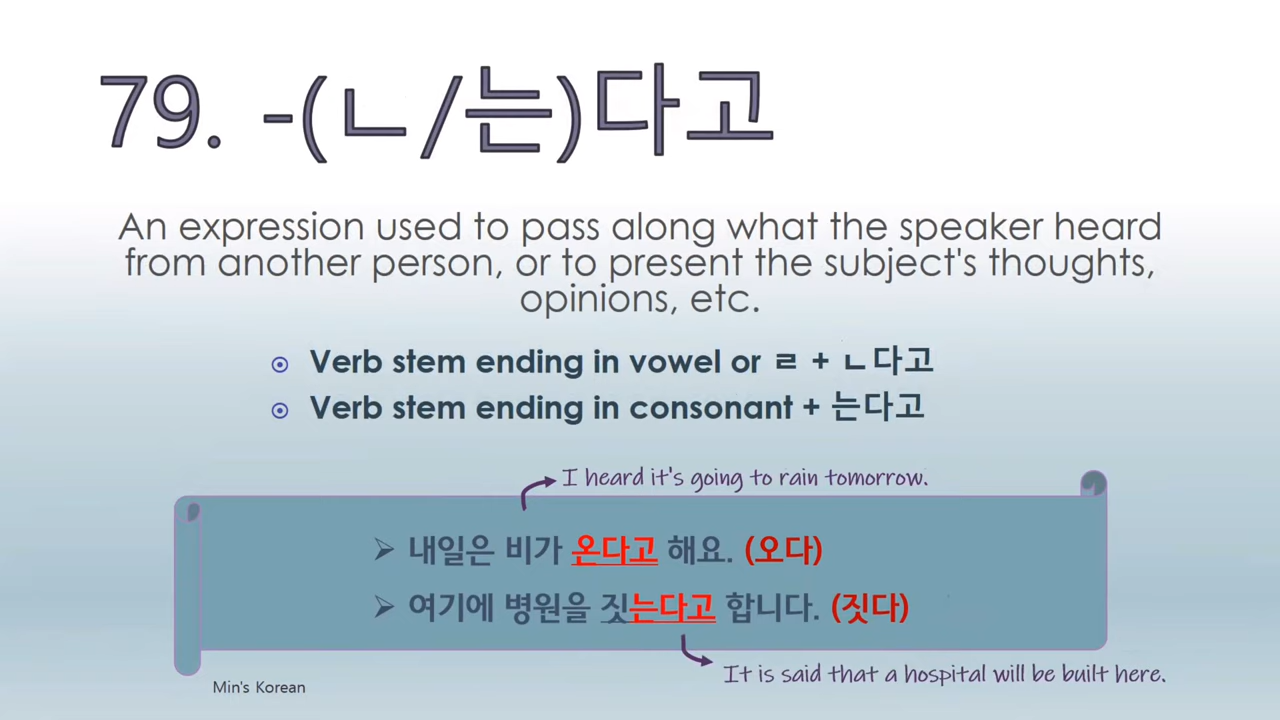 79. -(ㄴ/는)다고
An expression used to pass along what the speaker heard
from another person, or to present the subject's thoughts,
opinions, etc.
Verb stem ending in vowel or ㄹ + ㄴ다고
Verb stem ending in consonant + 는다고
I heard it's going to rain tomorrow.
내일은 비가 온다고 해요. (오다)
여기에 병원을 짓는다고 합니다. (짓다)
It is said that a hospital will be built here.
Min's Korean